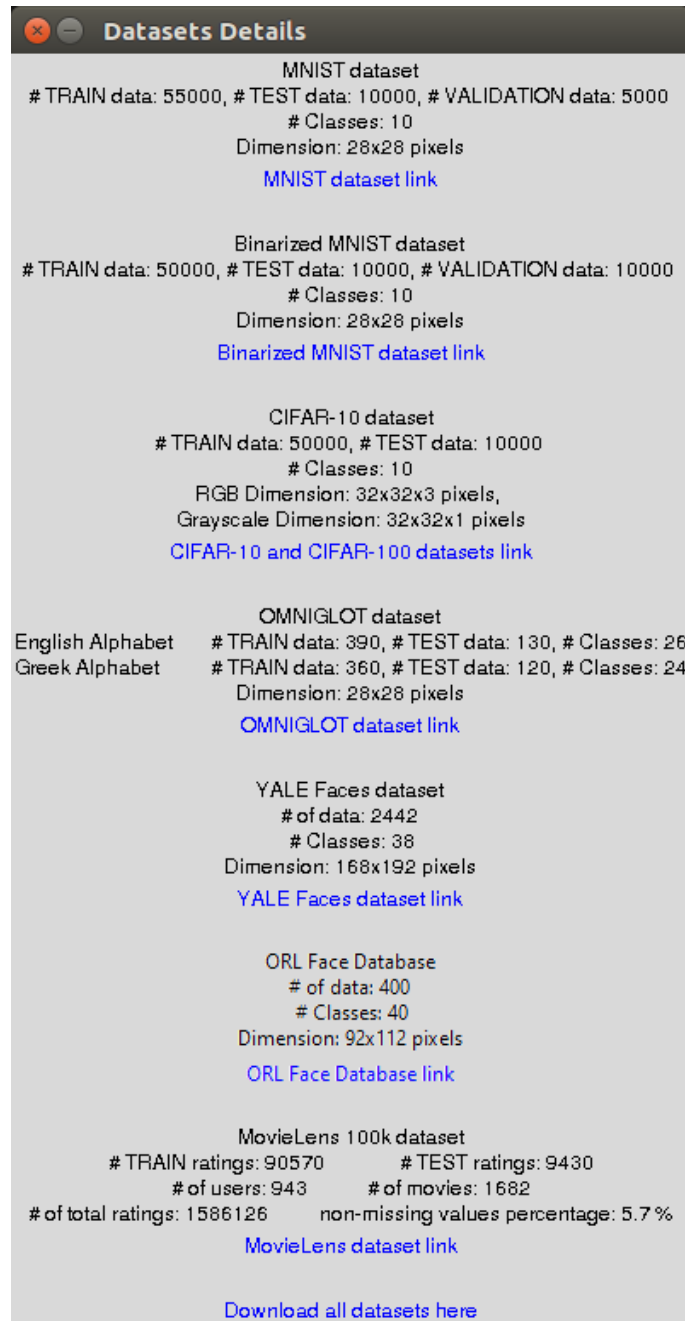 Datasets Details
MNIST dataset
# TRAIN data: 55000, # TEST data: 10000, # VALIDATION data: 5000
# Classes: 10
Dimension: 28x28 pixels
MNIST dataset link
Binarized MNIST dataset
# TRAIN data: 50000, # TEST data: 10000, # VALIDATION data: 10000
# Classes: 10
Dimension: 28x28 pixels
Binarized MNIST dataset link
CIFAR-10 dataset
# TRAIN data: 50000, # TEST data: 10000
# Classes: 10
RGB Dimension: 32x32x3 pixels,
Grayscale Dimension: 32x32x1 pixels
CIFAR-10 and CIFAR-100 datasets link
OMNIGLOT dataset
English Alphabet # TRAIN data: 390, # TEST data: 130, # Classes: 26
Greek Alphabet # TRAIN data: 360, # TEST data: 120, # Classes: 24
Dimension: 28x28 pixels
OMNIGLOT dataset link
YALE Faces dataset
# of data: 2442
# Classes: 38
Dimension: 168x192 pixels
YALE Faces dataset link
ORL Face Database
# of data: 400
# Classes: 40
Dimension: 92x112 pixels
ORL Face Database link
MovieLens 100k dataset
# TRAIN ratings: 90570 # TEST ratings: 9430
# of users: 943 # of movies: 1682
# of total ratings: 1586126 non-missing values percentage: 5.7 %
MovieLens dataset link
Download all datasets here